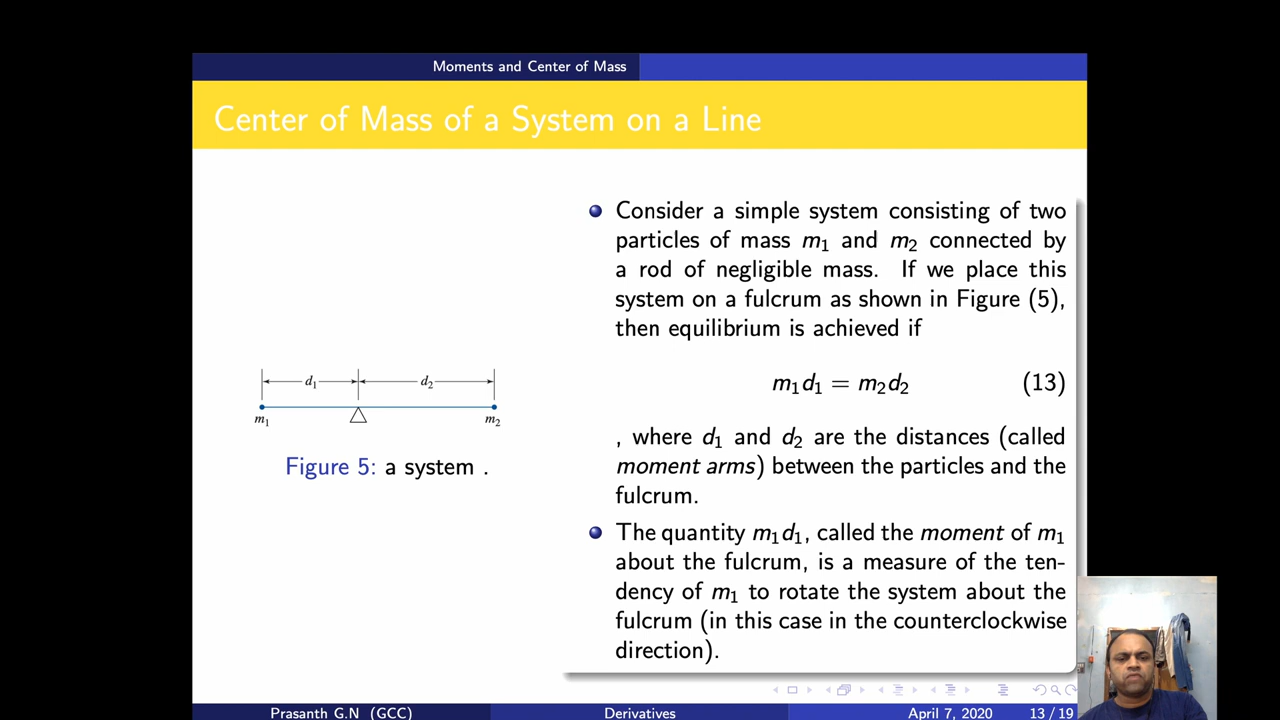 Moments and Center of Mass
Center of Mass of a System on a Line
Consider a simple system consisting of two
particles of mass m₁ and m₂ connected by
a rod of negligible mass. If we place this
system on a fulcrum as shown in Figure (5),
then equilibrium is achieved if
m₁d₁ = m₂d₂ (13)
, where d₁ and d₂ are the distances (called
moment arms) between the particles and the
fulcrum.
The quantity m₁d₁, called the moment of m₁
about the fulcrum, is a measure of the ten-
dency of m₁ to rotate the system about the
fulcrum (in this case in the counterclockwise
direction).
d₁ d₂
m₁ m₂
Figure 5: a system .
Prasanth G.N (GCC) Derivatives April 7, 2020 13 / 19